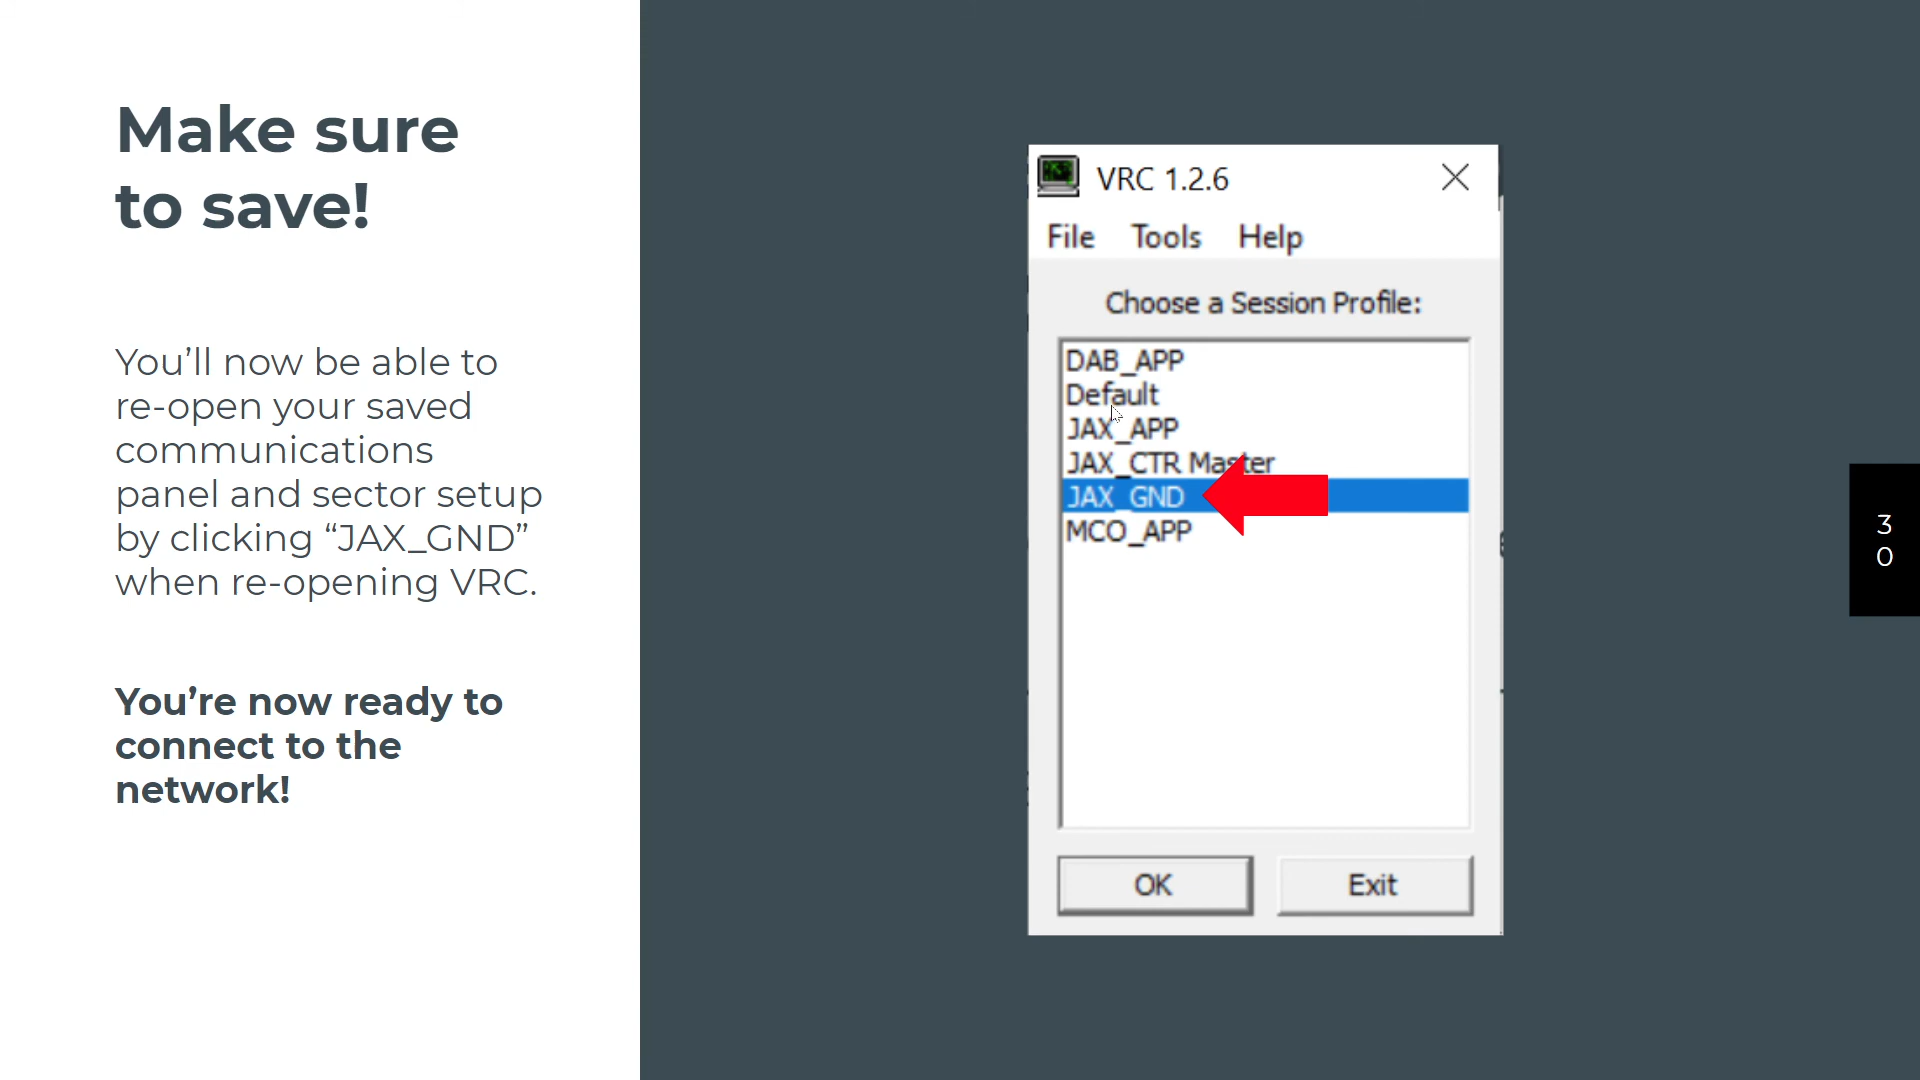 Make sure
to save!
You’ll now be able to
re-open your saved
communications
panel and sector setup
by clicking “JAX_GND”
when re-opening VRC.
You’re now ready to
connect to the
network!
VRC 1.2.6
File Tools Help
Choose a Session Profile:
DAB_APP
Default
JAX_APP
JAX_CTR Master
JAX_GND
MCO_APP
OK Exit
3
0